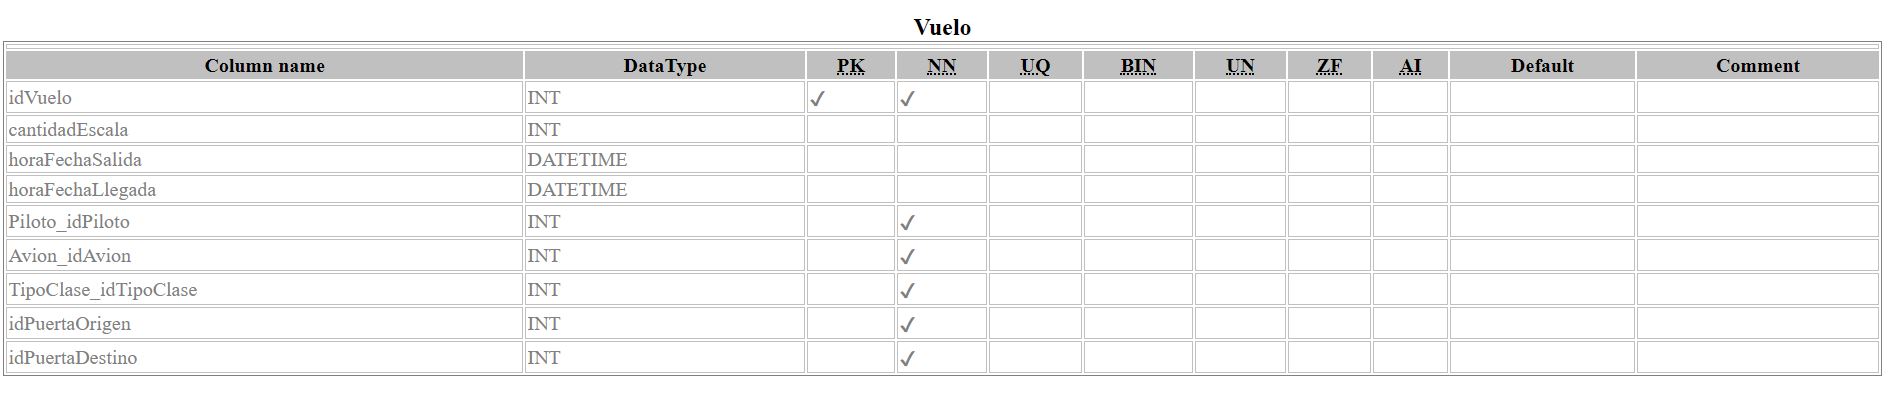 Vuelo
Column name DataType PK NN UQ BIN UN ZF AI Default Comment
idVuelo INT ✓ ✓
cantidadEscala INT
horaFechaSalida DATETIME
horaFechaLlegada DATETIME
Piloto_idPiloto INT ✓
Avion_idAvion INT ✓
TipoClase_idTipoClase INT ✓
idPuertaOrigen INT ✓
idPuertaDestino INT ✓